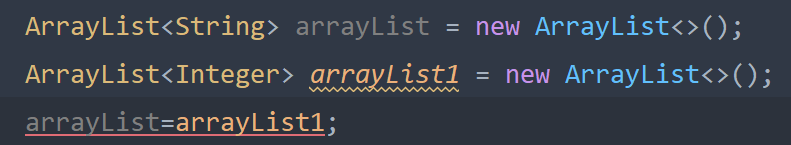 ArrayList<String> arrayList = new ArrayList<>();
ArrayList<Integer> arrayList1 = new ArrayList<>();
arrayList=arrayList1;